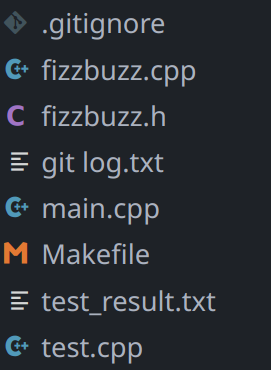 .gitignore
fizzbuzz.cpp
fizzbuzz.h
git log.txt
main.cpp
Makefile
test_result.txt
test.cpp